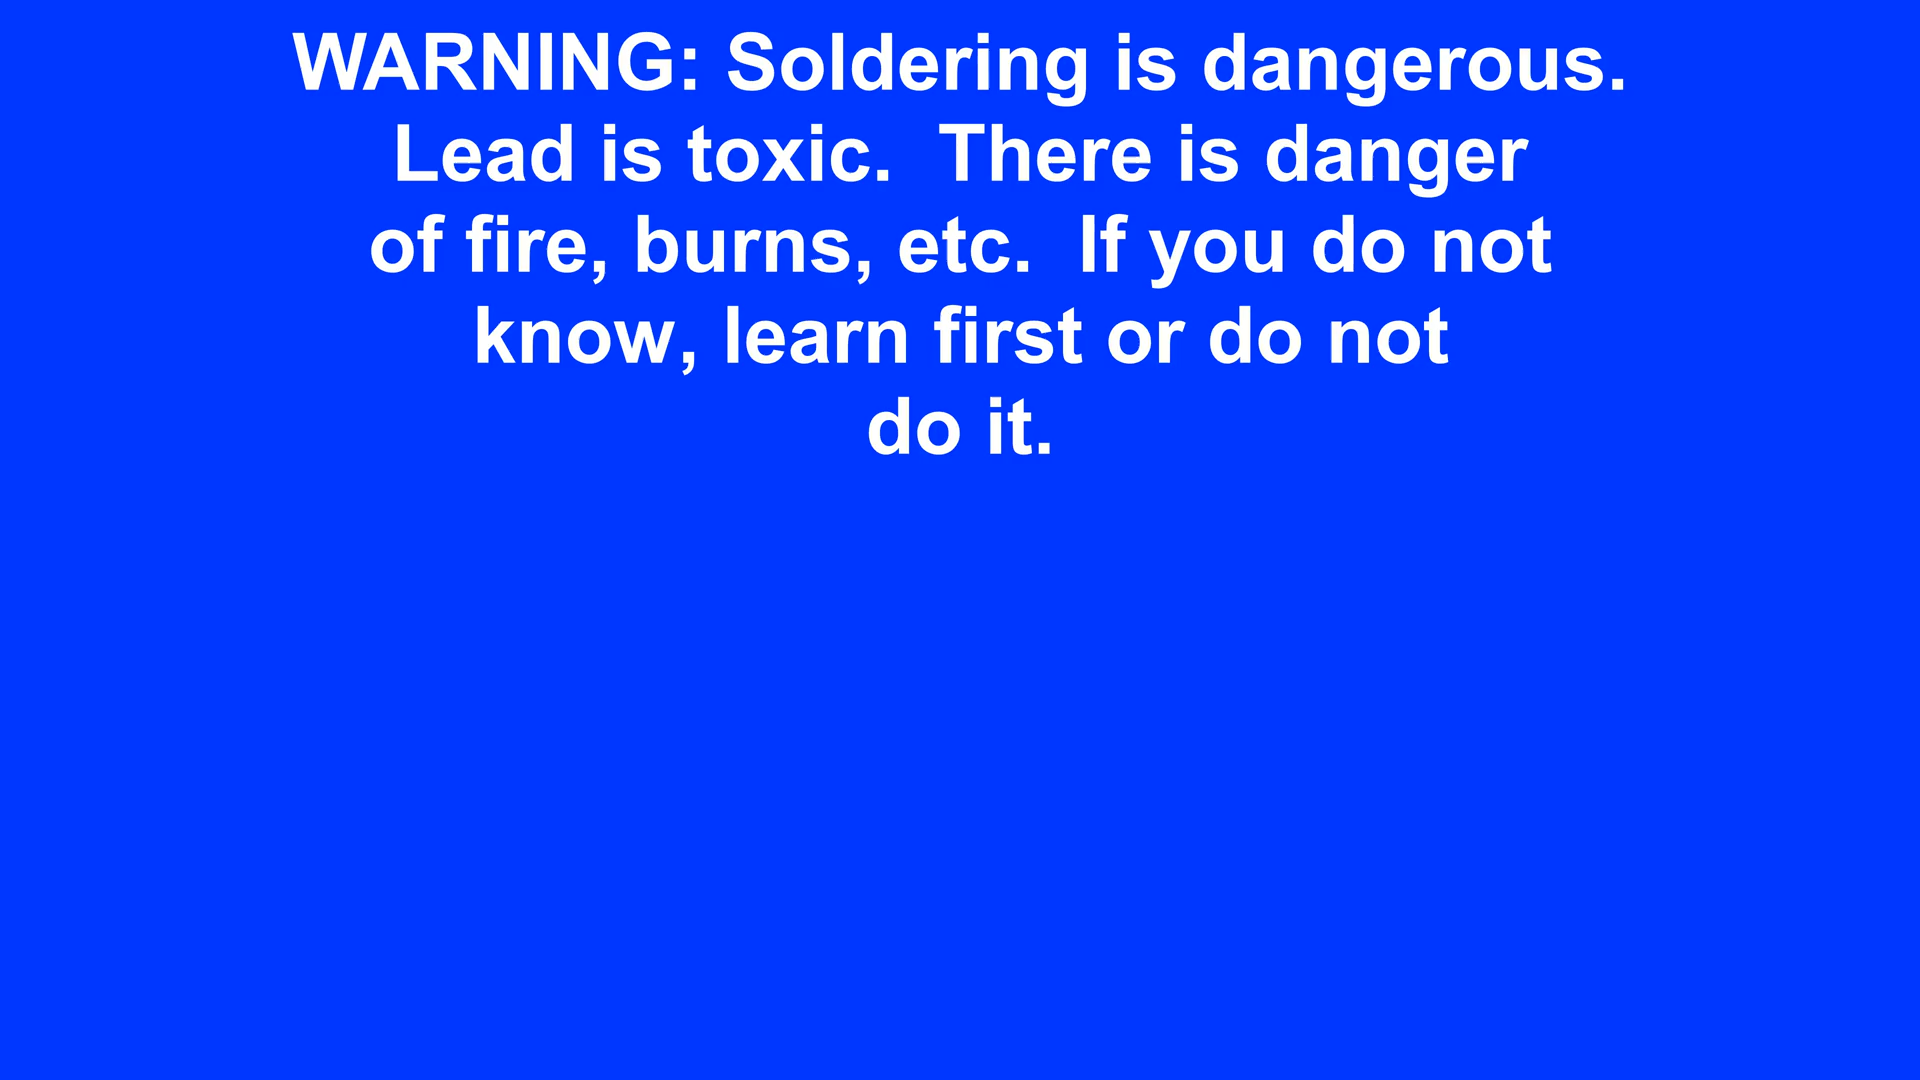 WARNING: Soldering is dangerous.
Lead is toxic.  There is danger
of fire, burns, etc.  If you do not
know, learn first or do not
do it.